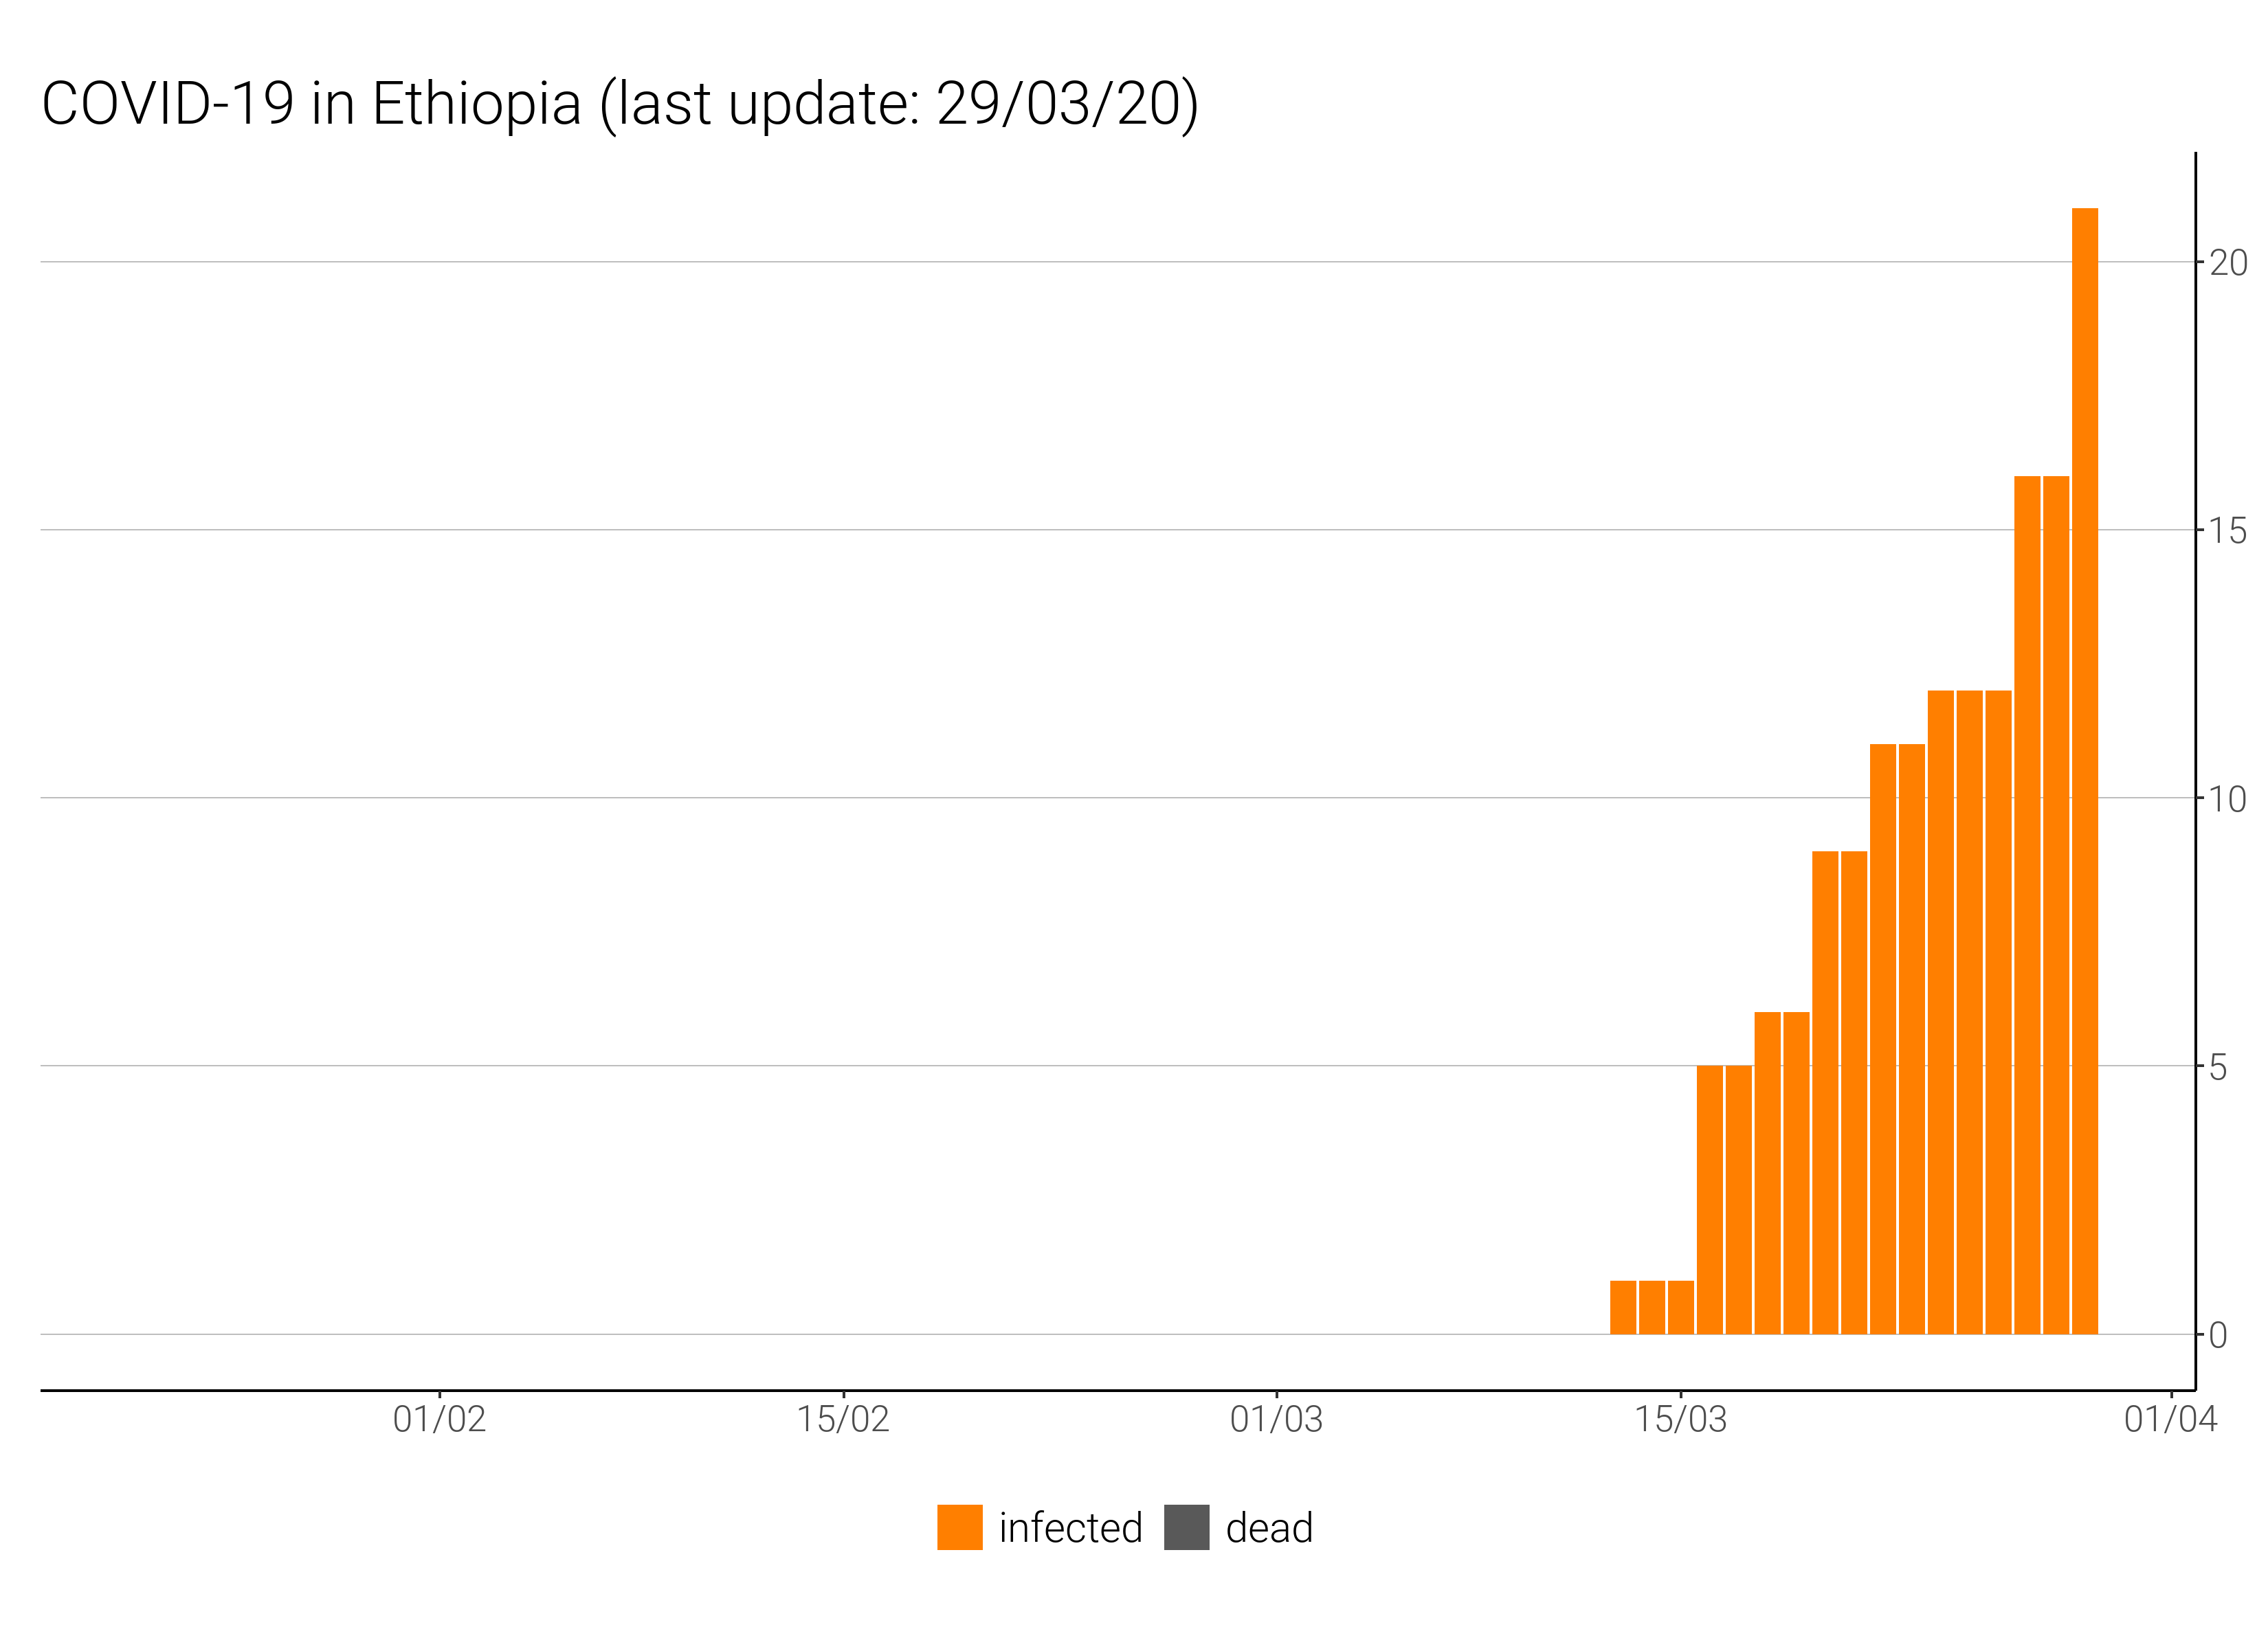 COVID-19 in Ethiopia (last update: 29/03/20)
20
15
10
5
0
01/02 15/02 01/03 15/03 01/04
infected dead